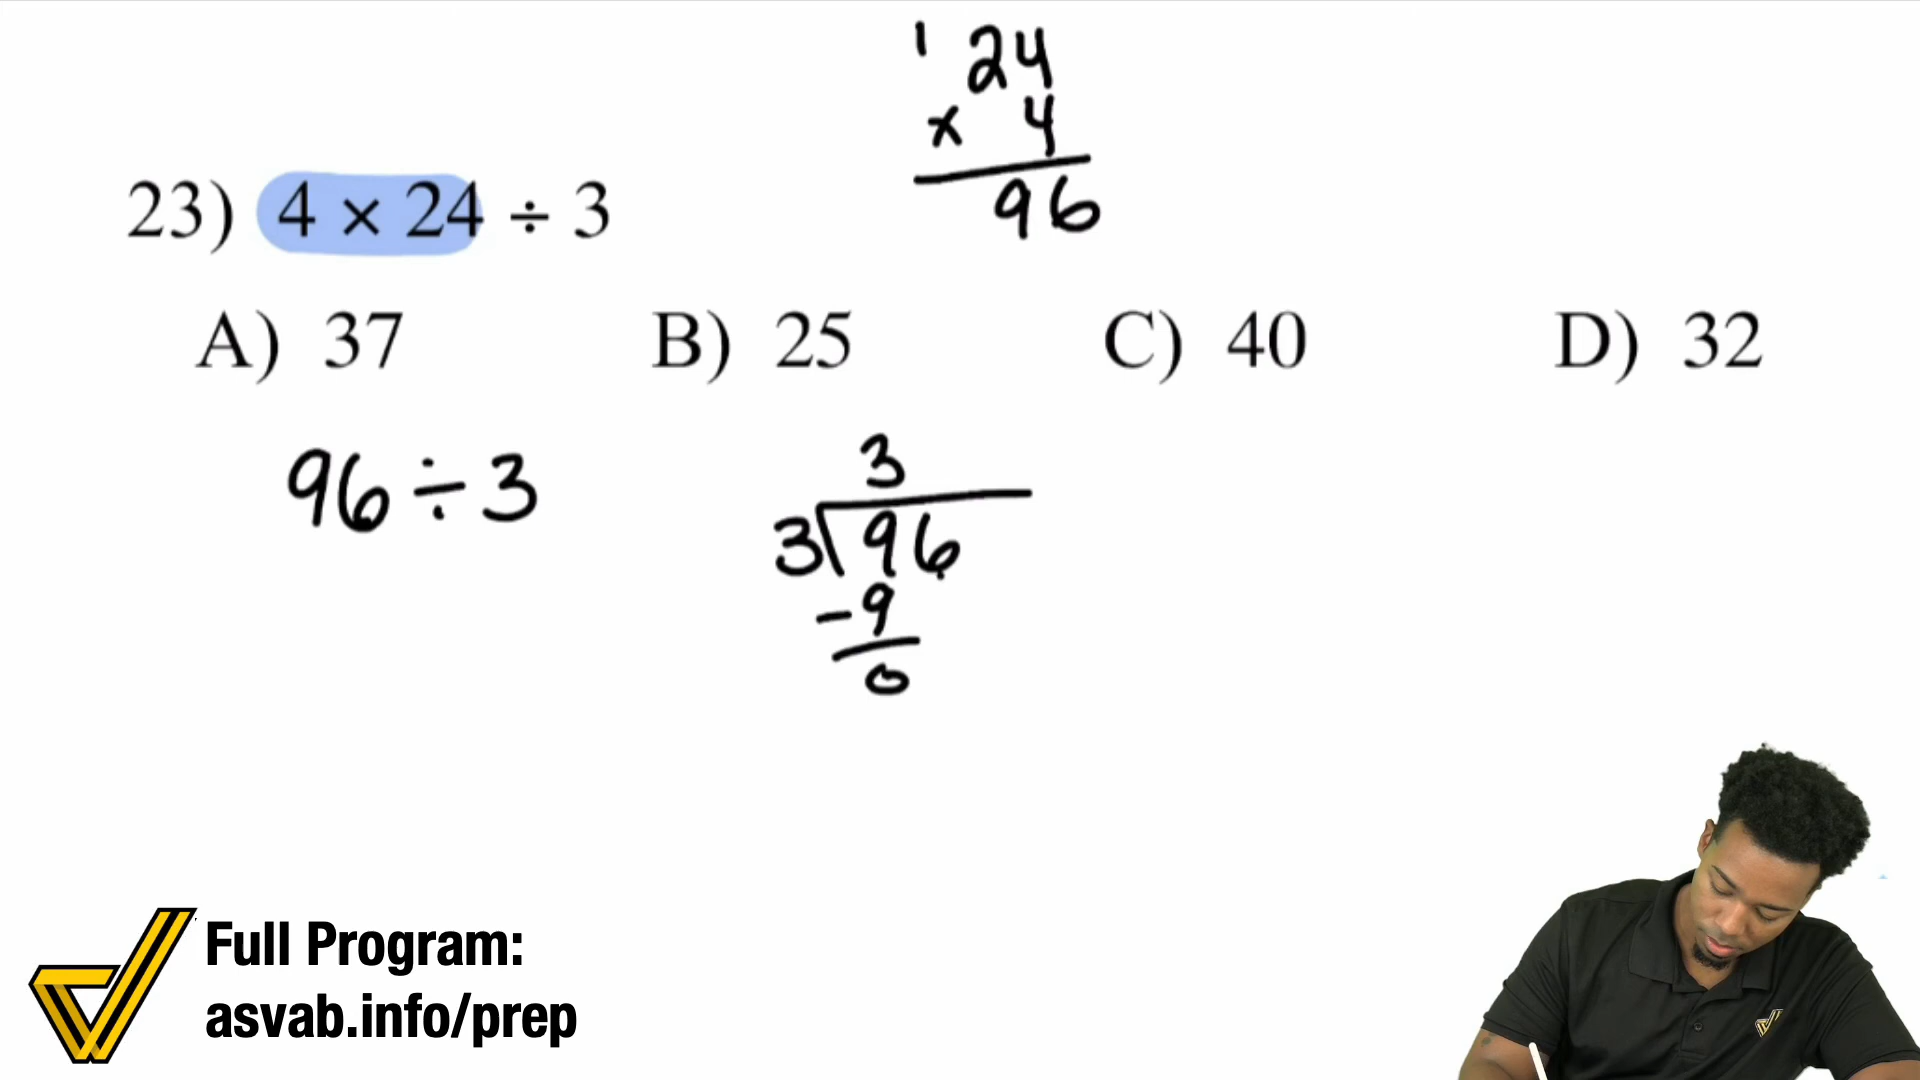 1 24
x 4
96
23) 4 × 24 ÷ 3
A) 37 B) 25 C) 40 D) 32
96 ÷ 3
3
3 96
-9
0
Full Program:
asvab.info/prep